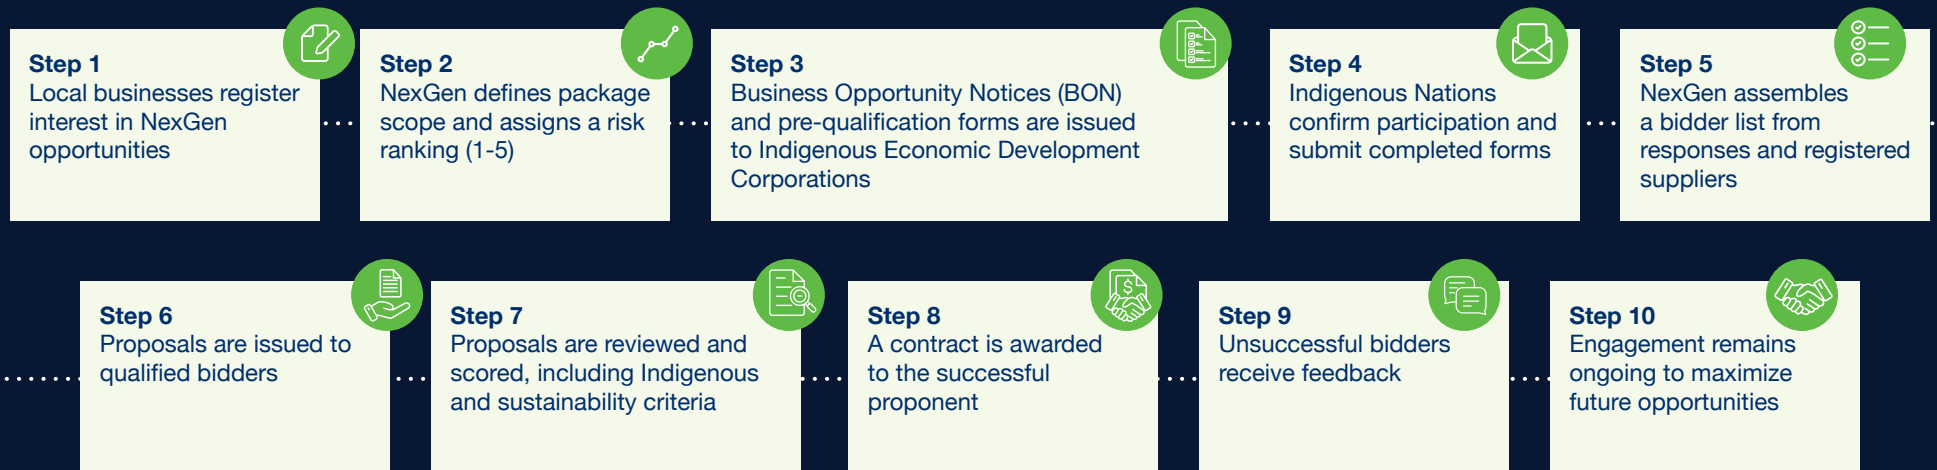 Step 1
Local businesses register
interest in NexGen
opportunities
Step 2
NexGen defines package
scope and assigns a risk
ranking (1-5)
Step 3
Business Opportunity Notices (BON)
and pre-qualification forms are issued
to Indigenous Economic Development
Corporations
Step 4
Indigenous Nations
confirm participation and
submit completed forms
Step 5
NexGen assembles
a bidder list from
responses and registered
suppliers
Step 6
Proposals are issued to
qualified bidders
Step 7
Proposals are reviewed and
scored, including Indigenous
and sustainability criteria
Step 8
A contract is awarded
to the successful
proponent
Step 9
Unsuccessful bidders
receive feedback
Step 10
Engagement remains
ongoing to maximize
future opportunities